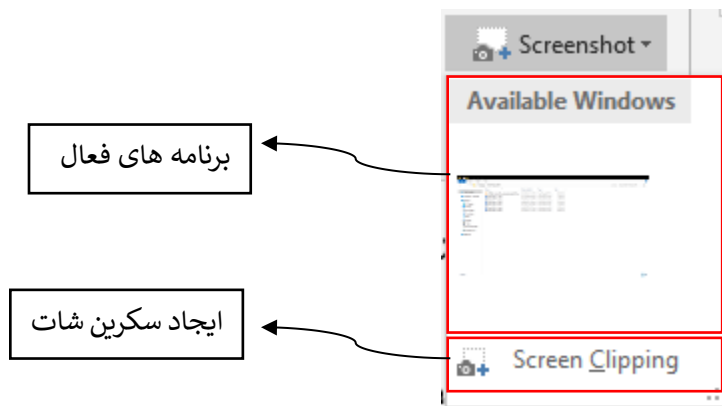 Screenshot
Available Windows
برنامه های فعال
ایجاد سکرین شات
Screen Clipping